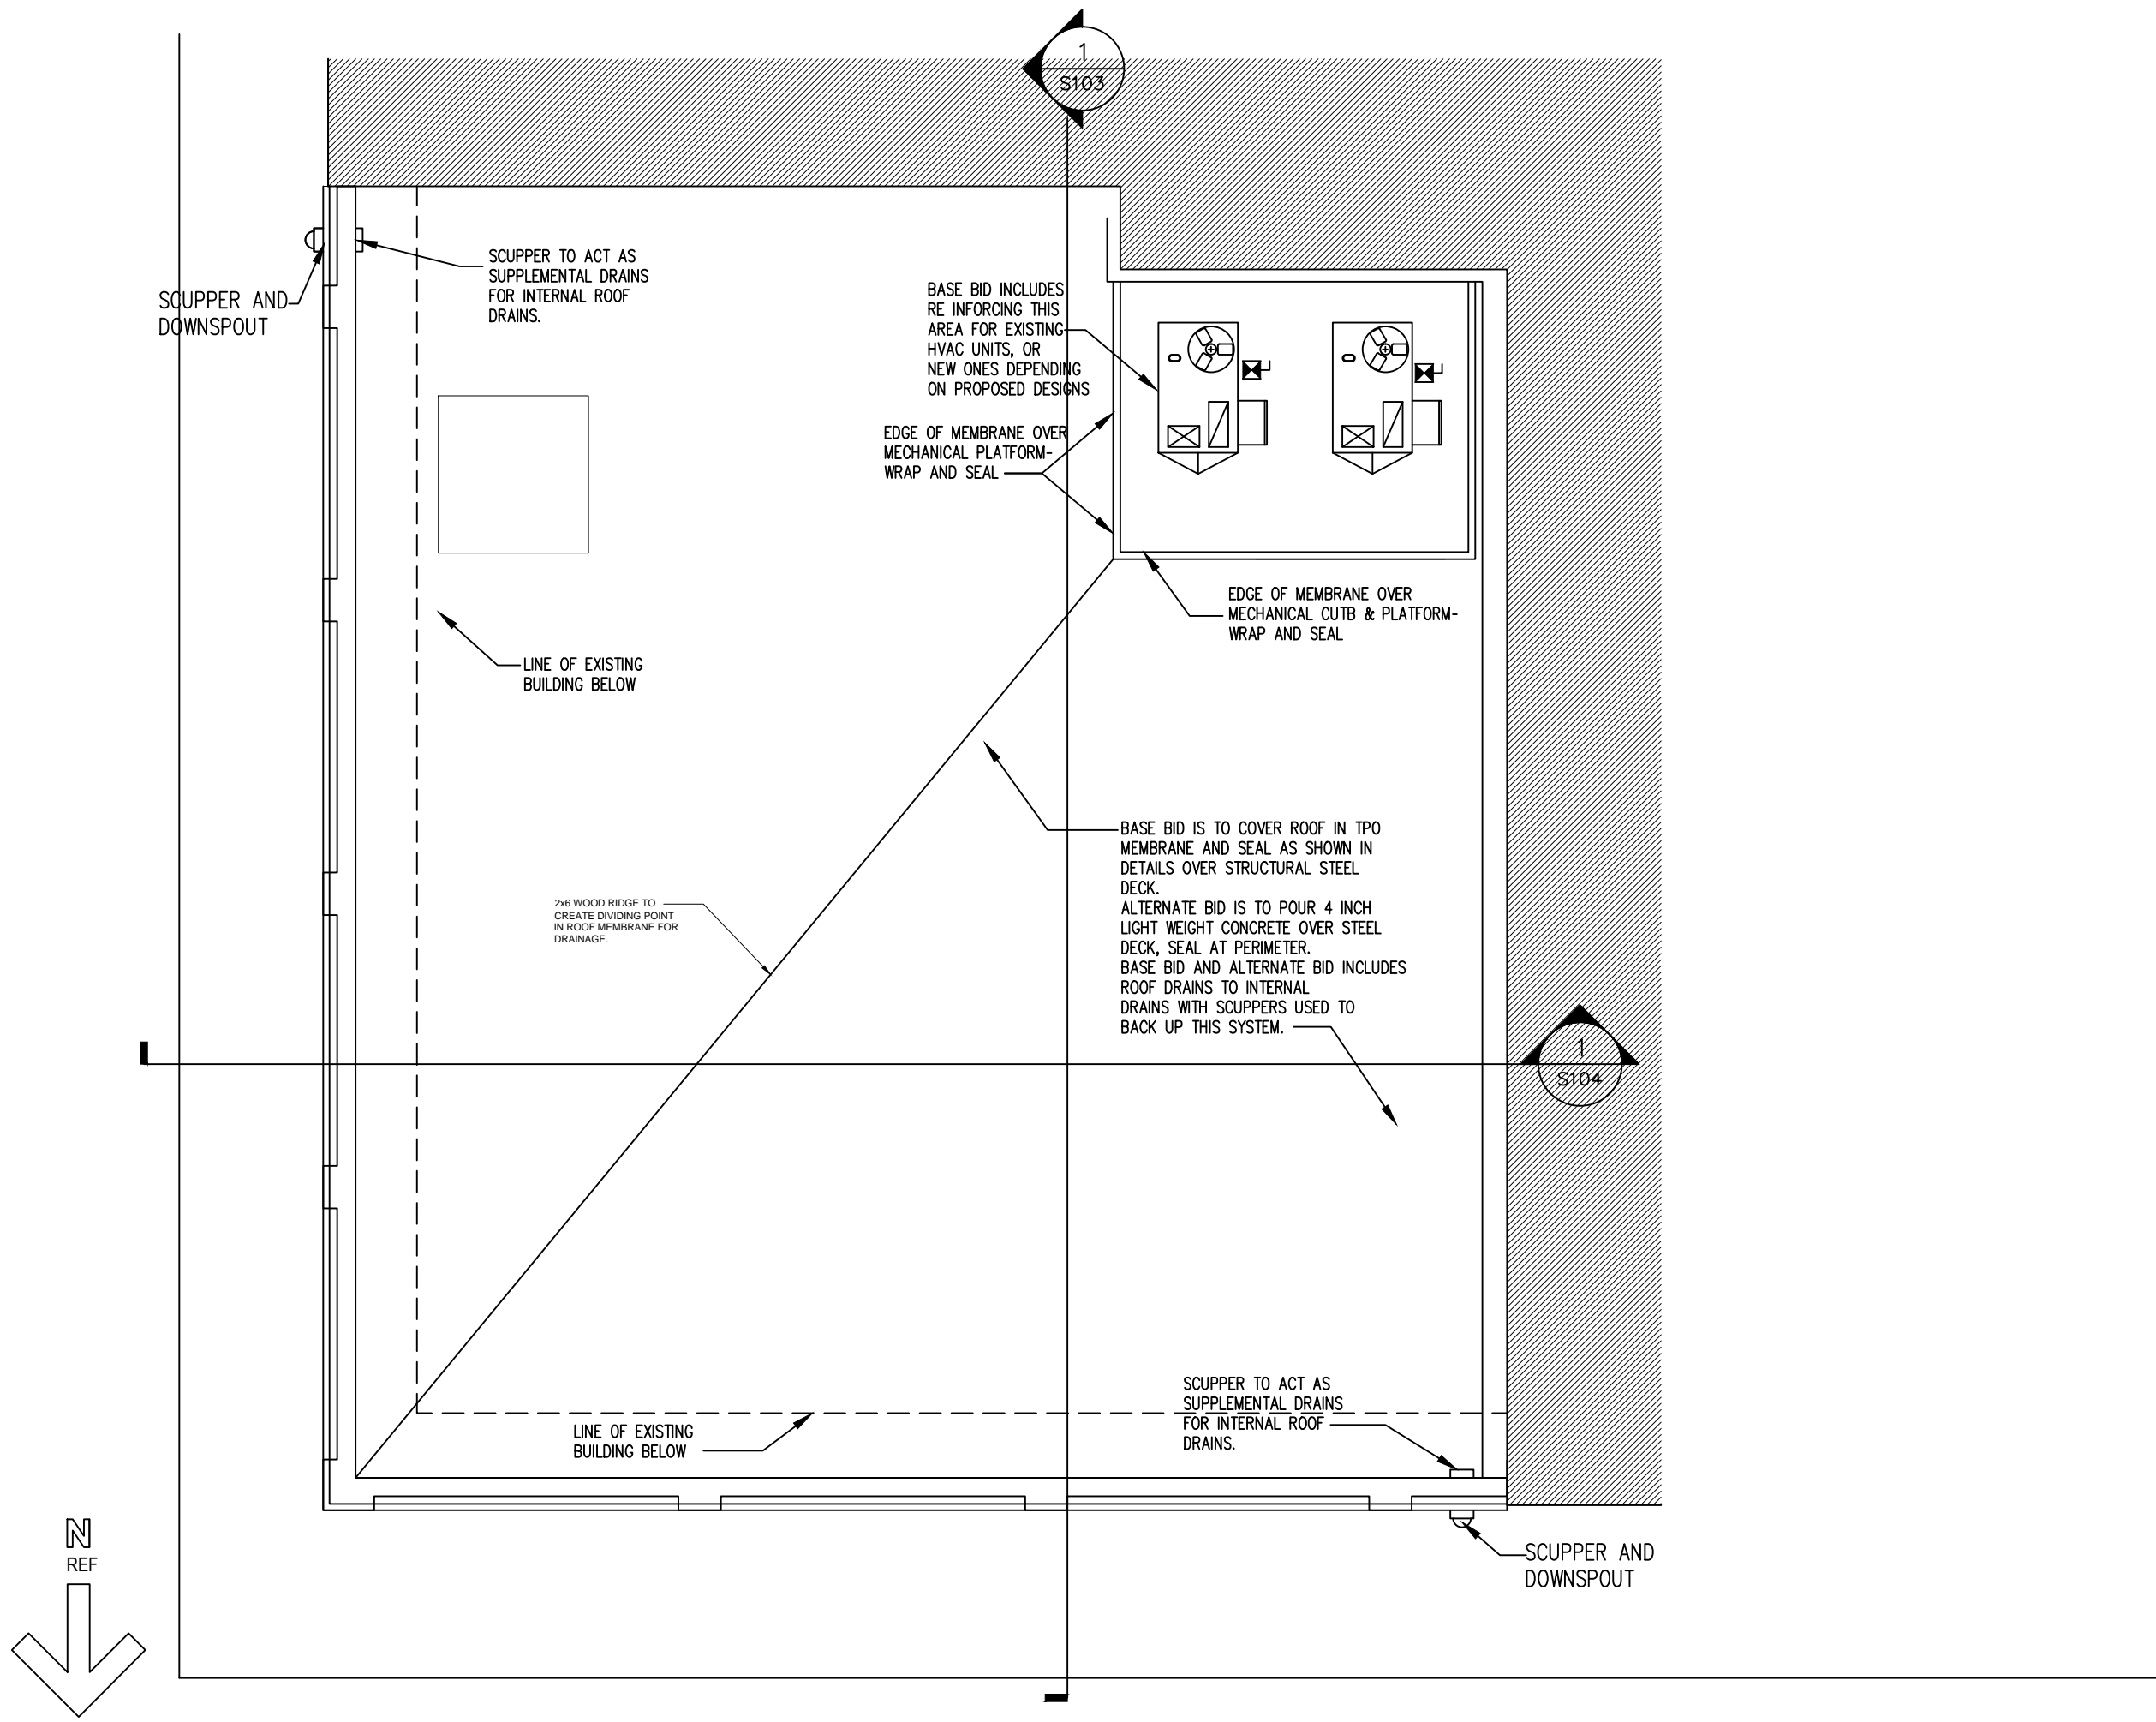 1
S103
SCUPPER TO ACT AS
SUPPLEMENTAL DRAINS
FOR INTERNAL ROOF
DRAINS.
SCUPPER AND
DOWNSPOUT
BASE BID INCLUDES
RE INFORCING THIS
AREA FOR EXISTING
HVAC UNITS, OR
NEW ONES DEPENDING
ON PROPOSED DESIGNS
EDGE OF MEMBRANE OVER
MECHANICAL PLATFORM-
WRAP AND SEAL
EDGE OF MEMBRANE OVER
MECHANICAL CUTB & PLATFORM-
WRAP AND SEAL
LINE OF EXISTING
BUILDING BELOW
BASE BID IS TO COVER ROOF IN TPO
MEMBRANE AND SEAL AS SHOWN IN
DETAILS OVER STRUCTURAL STEEL
DECK.
ALTERNATE BID IS TO POUR 4 INCH
LIGHT WEIGHT CONCRETE OVER STEEL
DECK, SEAL AT PERIMETER.
BASE BID AND ALTERNATE BID INCLUDES
ROOF DRAINS TO INTERNAL
DRAINS WITH SCUPPERS USED TO
BACK UP THIS SYSTEM.
2x6 WOOD RIDGE TO
CREATE DIVIDING POINT
IN ROOF MEMBRANE FOR
DRAINAGE.
1
S104
SCUPPER TO ACT AS
SUPPLEMENTAL DRAINS
FOR INTERNAL ROOF
DRAINS.
LINE OF EXISTING
BUILDING BELOW
N
REF
SCUPPER AND
DOWNSPOUT